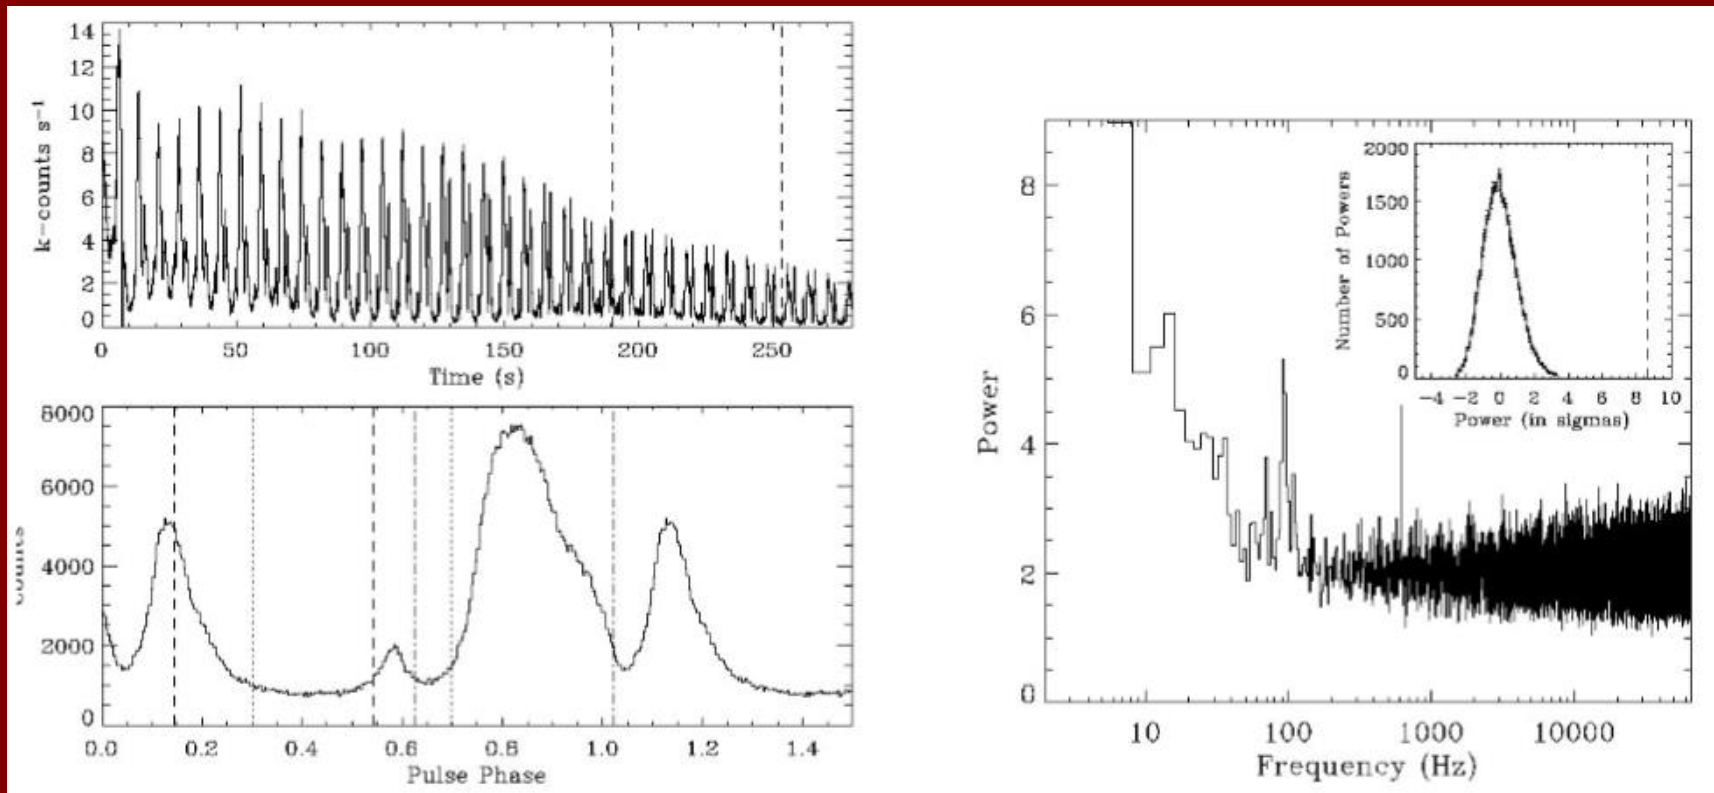 14
12
10
8
6
4
2
0
k-counts s⁻¹
0 50 100 150 200 250
Time (s)
8000
6000
4000
2000
0
0.0 0.2 0.4 0.6 0.8 1.0 1.2 1.4
Pulse Phase
8
6
4
2
0
Power
10 100 1000 10000
Frequency (Hz)
2000
1500
1000
500
0
Number of Powers
-4 -2 0 2 4 6 8 10
Power (in sigmas)